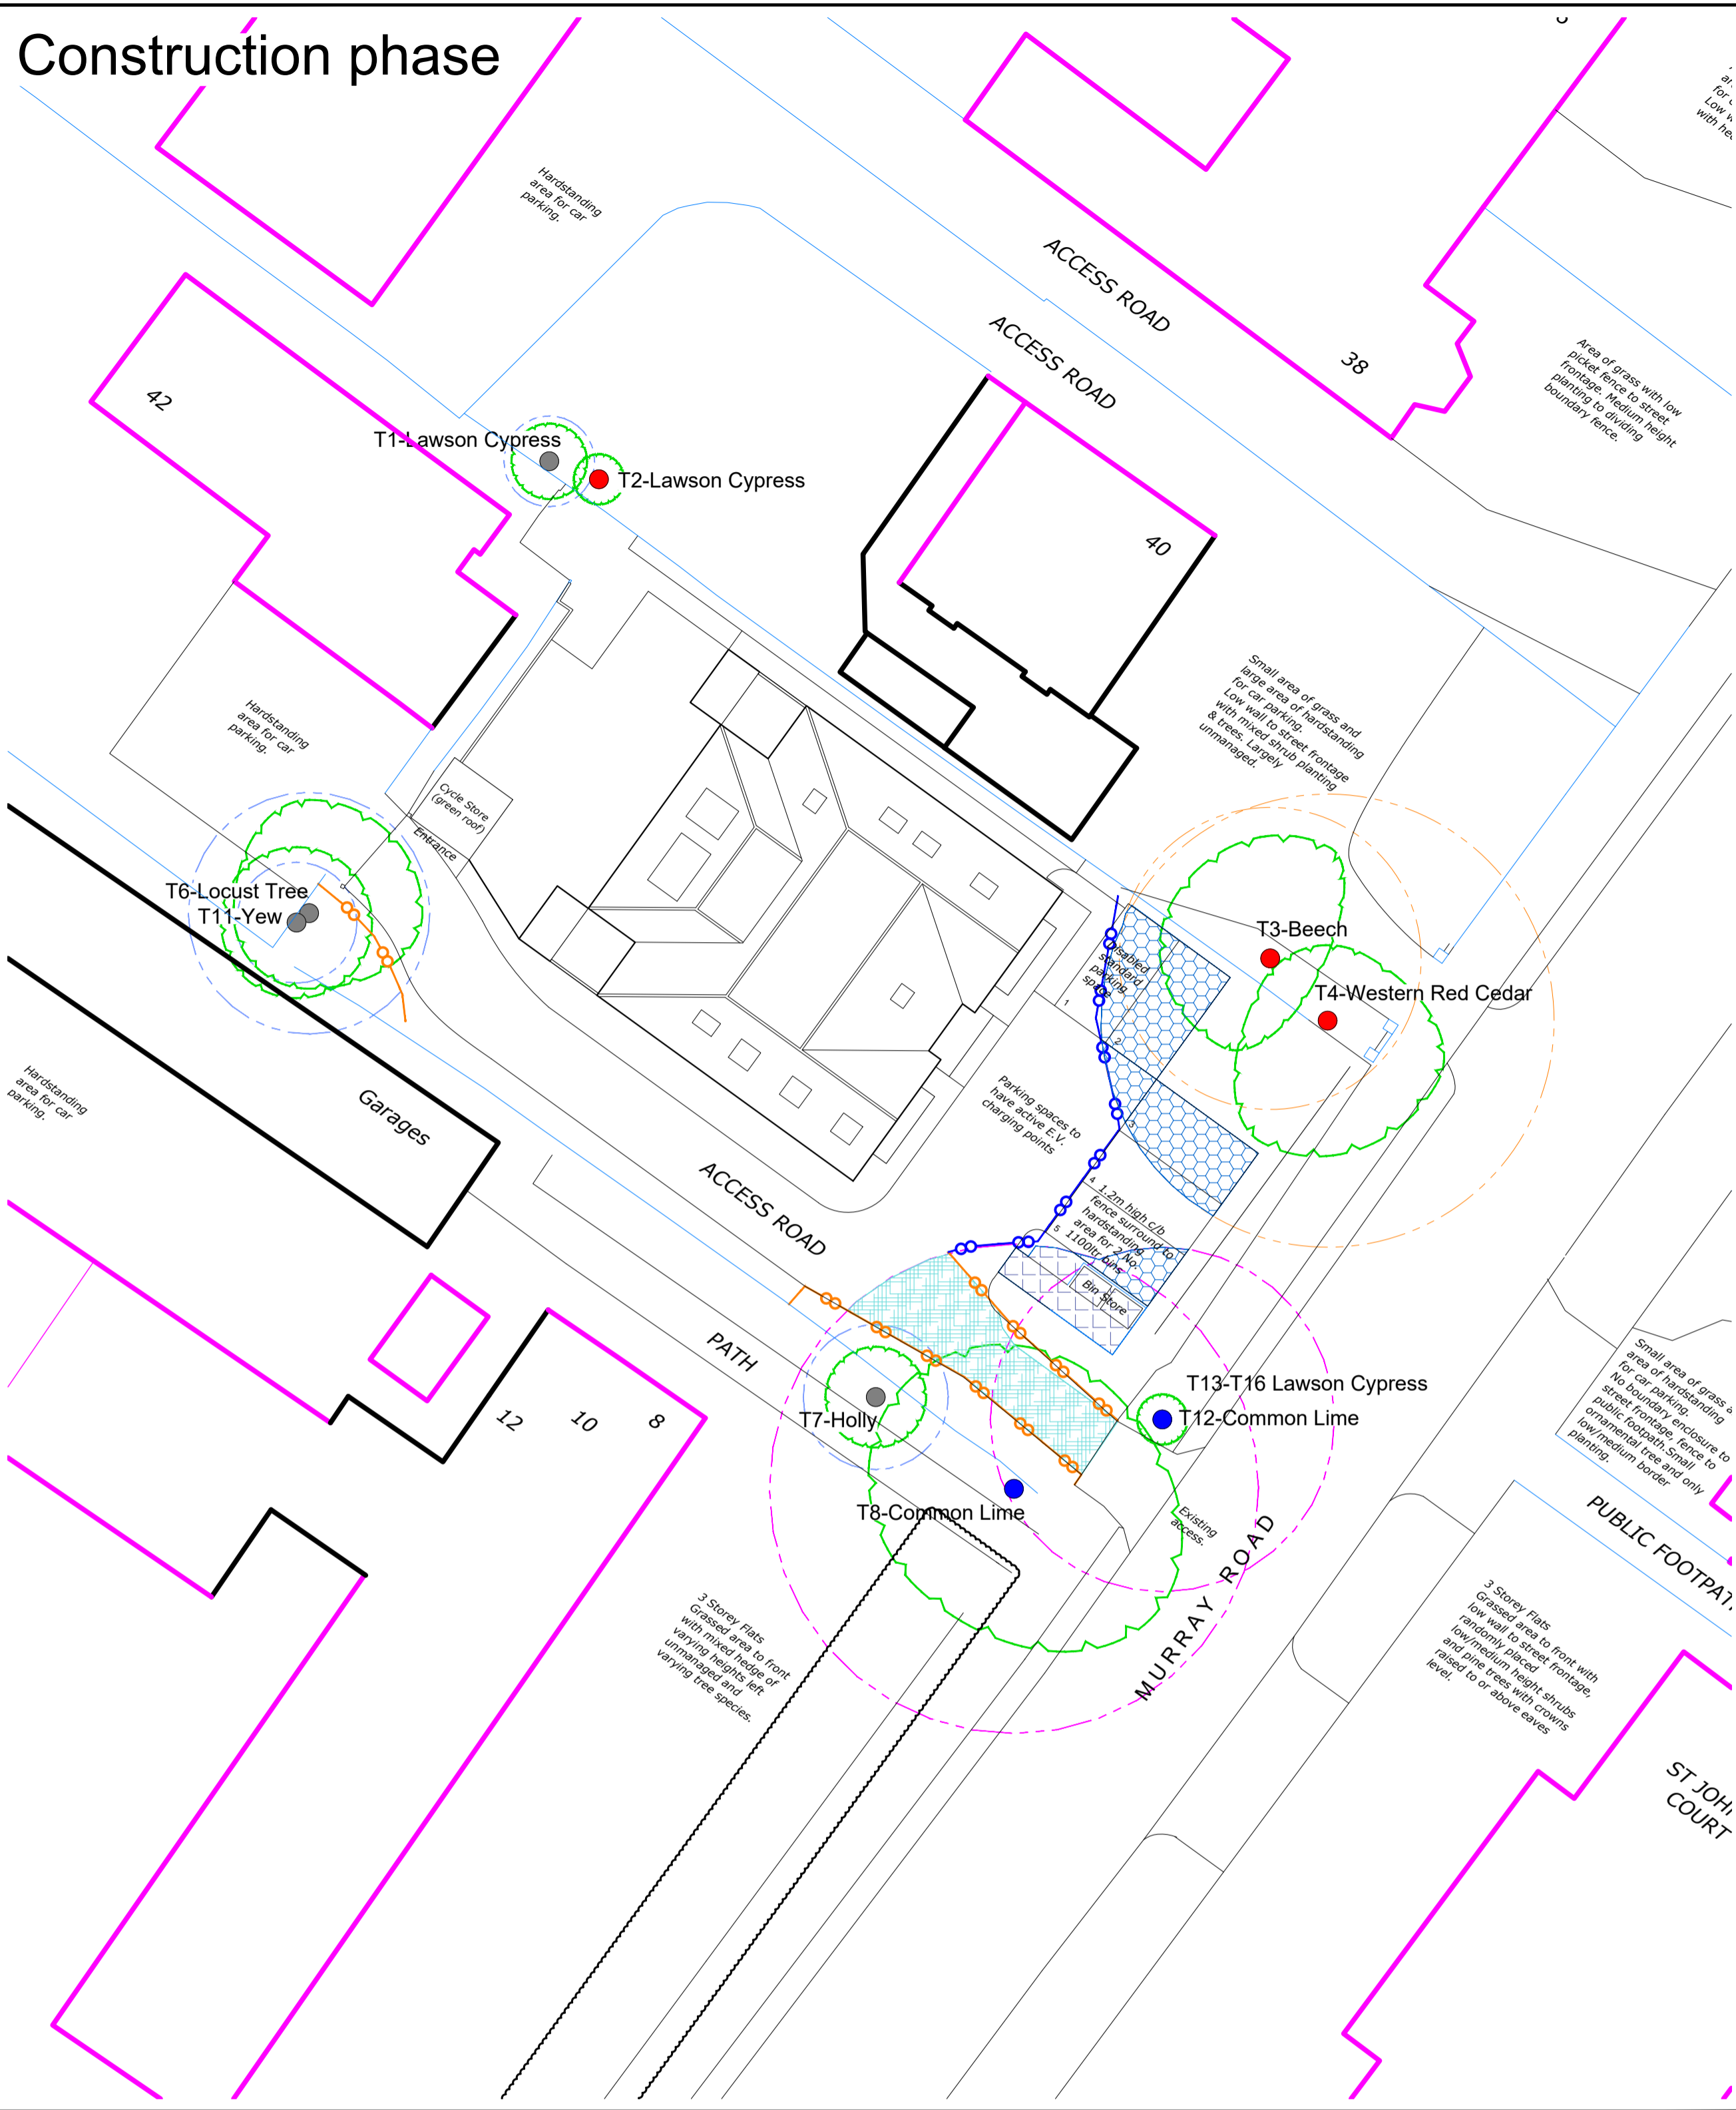 Construction phase
Hardstanding
area for car
parking.
ACCESS ROAD
ACCESS ROAD
38
Area of grass with low
picket fence to street
frontage. Medium height
planting to dividing
boundary fence.
42
T1-Lawson Cypress
T2-Lawson Cypress
40
Small area of grass and
large area of hardstanding
for car parking.
Low wall to street frontage
with mixed shrub planting
& trees. Largely
unmanaged.
Hardstanding
area for car
parking.
Cycle Store
(green roof)
Entrance
T6-Locust Tree
T11-Yew
T3-Beech
T4-Western Red Cedar
Disabled
standard
parking
space
1
2
3
4
5
Parking spaces to
have active E.V.
charging points
Hardstanding
area for car
parking.
Garages
ACCESS ROAD
1.2m high c/b
fence surround to
hardstanding
area for 2 No.
1100ltr bins
Bin Store
PATH
T7-Holly
T13-T16 Lawson Cypress
T12-Common Lime
T8-Common Lime
12
10
8
Existing
access.
MURRAY ROAD
Small area of grass
area of hardstanding
for car parking.
No bour dary enclosure to
street frontage, fence to
public footpath.Small
ornamental tree and only
low/medium border
planting.
PUBLIC FOOTPAT
3 Storey Flats
Grassed area to front
with mixed hedge of
varying heights left
unmanaged and
varying tree species.
3 Storey Flats
Grassed area to front with
low wall to street frontage,
randomly placed
low/medium height shrubs
and pine trees with crowns
raised to or above eaves
level.
ST JOH
COURT